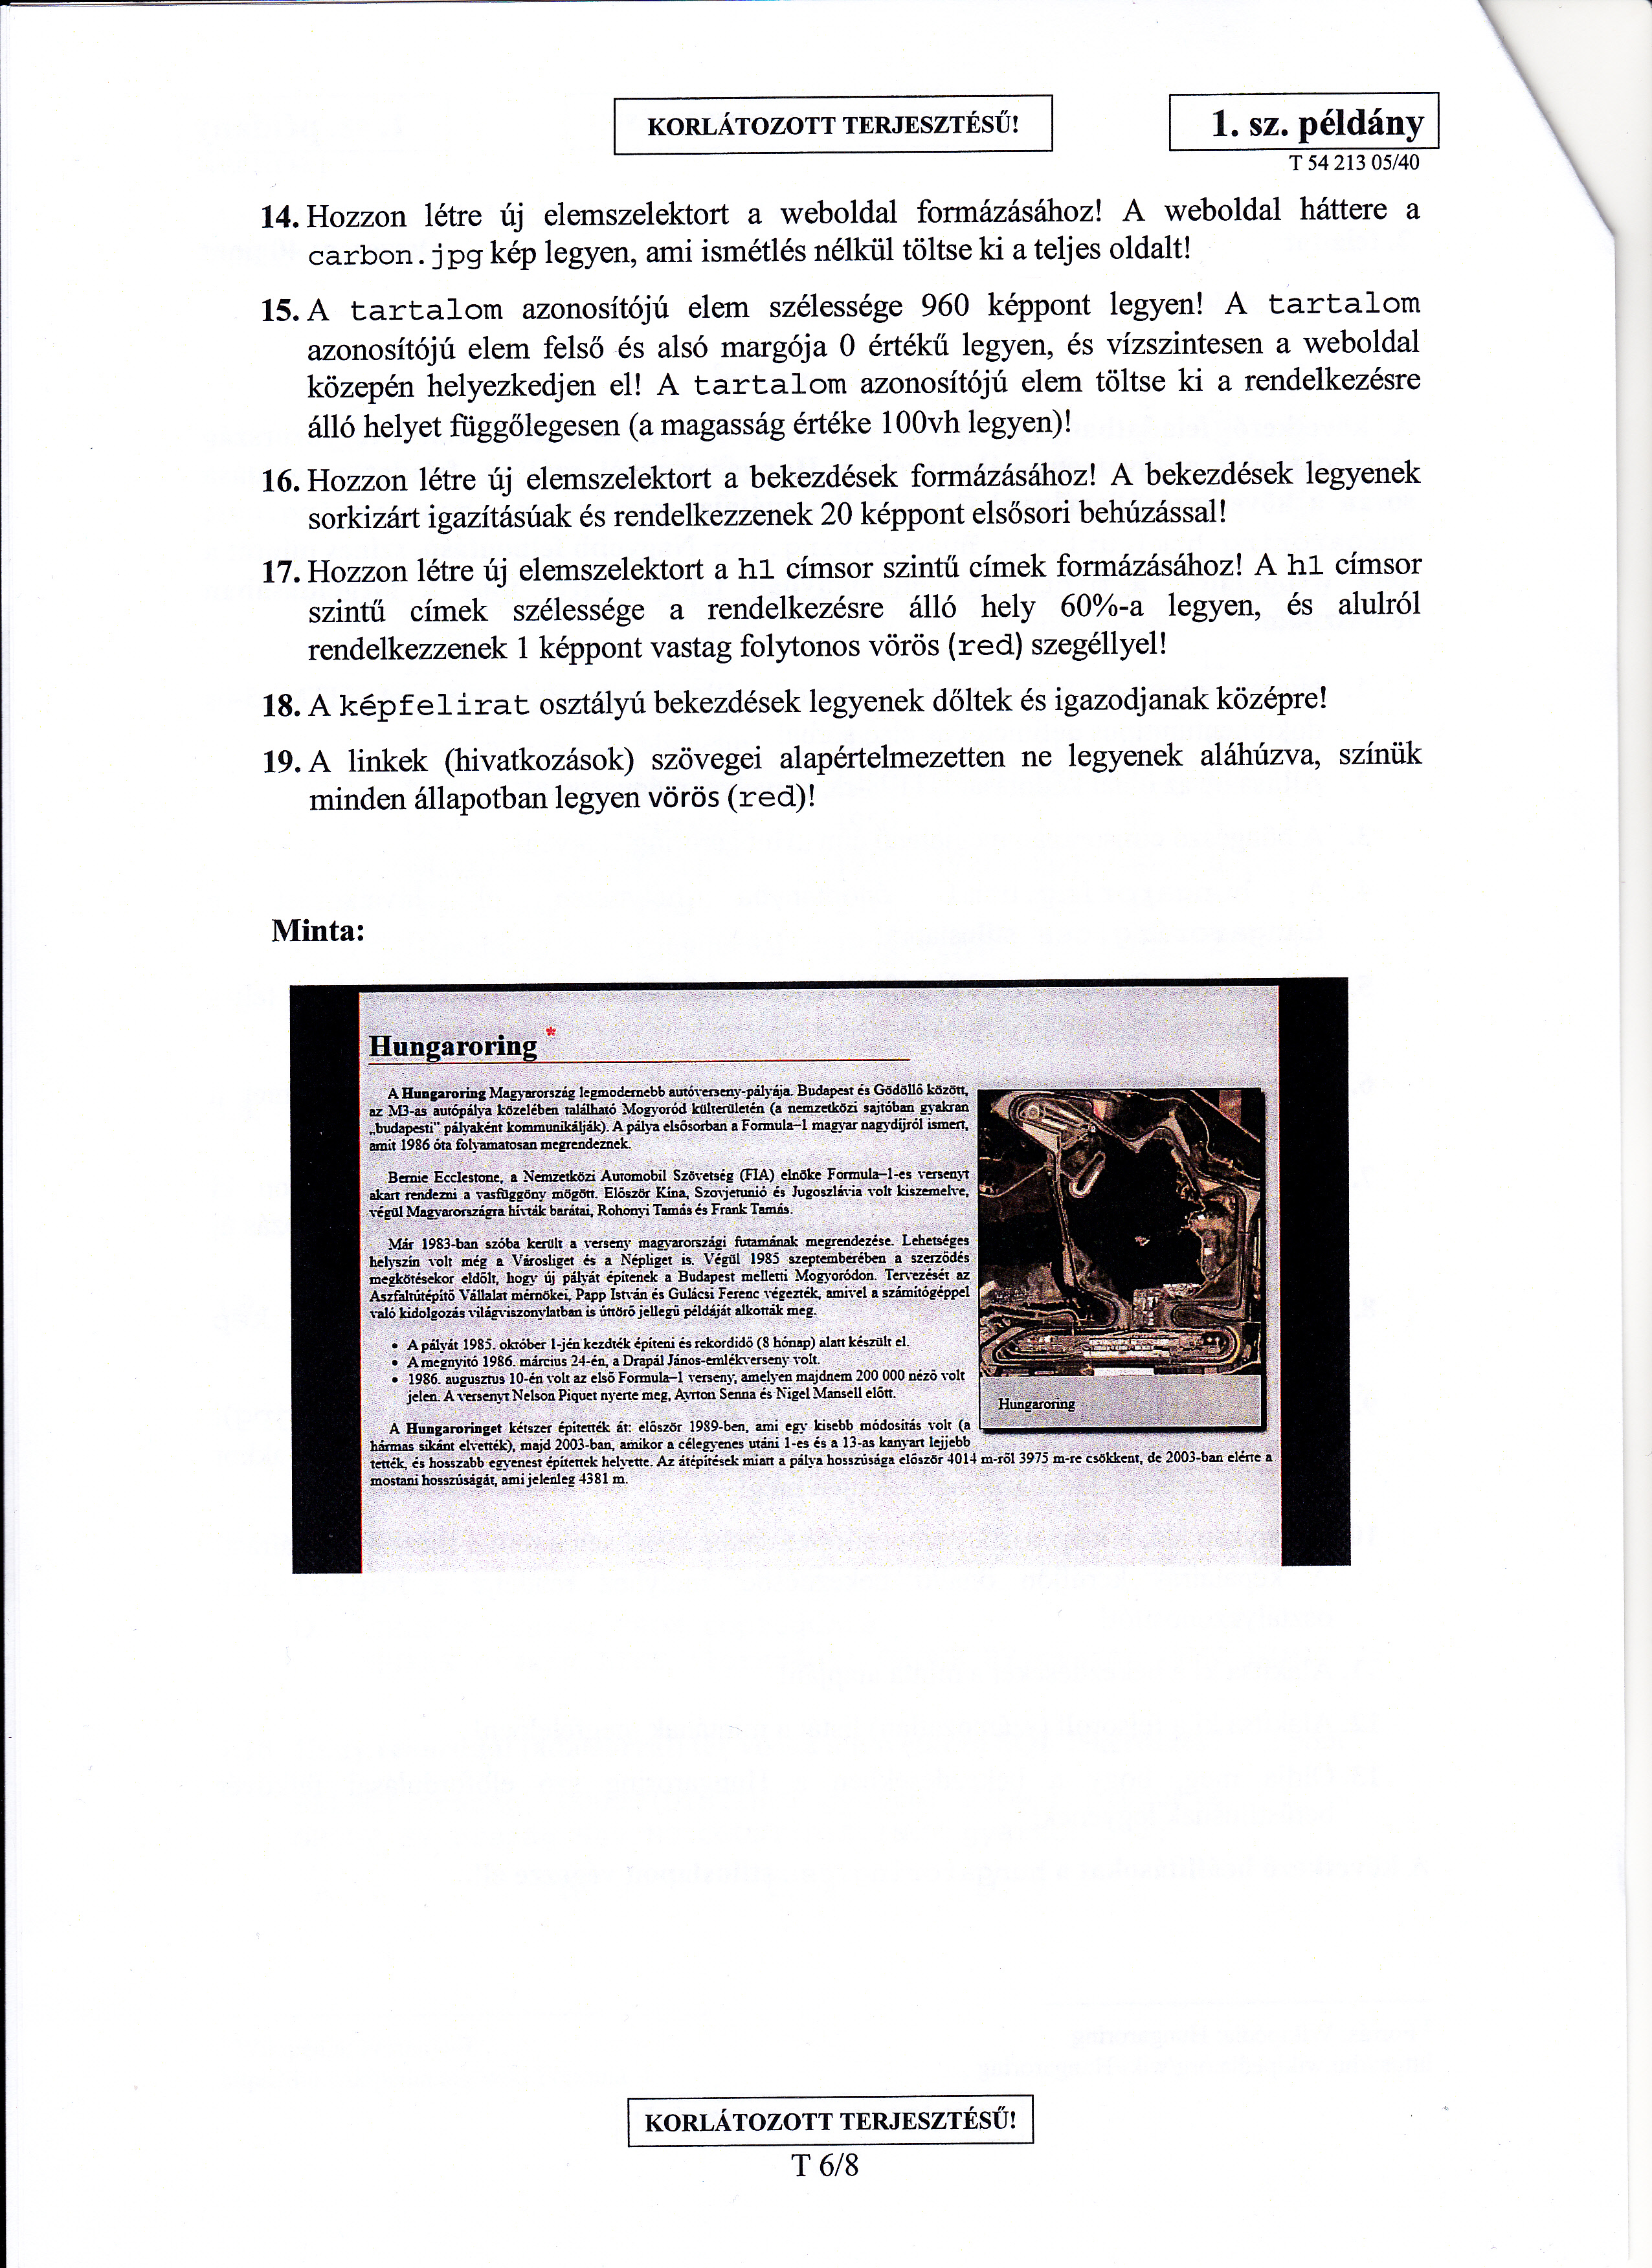 KORLÁTOZOTT TERJESZTÉSŰ!
1. sz. példány
T 54 213 05/40
14. Hozzon létre új elemszelektort a weboldal formázásához! A weboldal háttere a
carbon.jpg kép legyen, ami ismétlés nélkül töltse ki a teljes oldalt!
15. A tartalom azonosítójú elem szélessége 960 képpont legyen! A tartalom
azonosítójú elem felső és alsó margója 0 értékű legyen, és vízszintesen a weboldal
közepén helyezkedjen el! A tartalom azonosítójú elem töltse ki a rendelkezésre
álló helyet függőlegesen (a magasság értéke 100vh legyen)!
16. Hozzon létre új elemszelektort a bekezdések formázásához! A bekezdések legyenek
sorkizárt igazításúak és rendelkezzenek 20 képpont elsősori behúzással!
17. Hozzon létre új elemszelektort a h1 címsor szintű címek formázásához! A h1 címsor
szintű címek szélessége a rendelkezésre álló hely 60%-a legyen, és alulról
rendelkezzenek 1 képpont vastag folytonos vörös (red) szegéllyel!
18. A képfelirat osztályú bekezdések legyenek dőltek és igazodjanak középre!
19. A linkek (hivatkozások) szövegei alapértelmezetten ne legyenek aláhúzva, színük
minden állapotban legyen vörös (red)!
Minta:
Hungaroring *
A Hungaroring Magyarország legmodernebb autóverseny-pályája. Budapest és Gödöllő között,
az M3-as autópálya közelében található Mogyoród külterületén (a nemzetközi sajtóban gyakran
„budapesti" pályaként kommunikálják). A pálya elsősorban a Formula–1 magyar nagydíjról ismert,
amit 1986 óta folyamatosan megrendeznek.
Bernie Ecclestone, a Nemzetközi Automobil Szövetség (FIA) elnöke Formula–1-es versenyt
akart rendezni a vasfüggöny mögött. Először Kína, Szovjetunió és Jugoszlávia volt kiszemelve,
végül Magyarországra hívták barátai, Rohonyi Tamás és Frank Tamás.
Már 1983-ban szóba került a verseny magyarországi futamának megrendezése. Lehetséges
helyszín volt még a Városliget és a Népliget is. Végül 1985 szeptemberében a szerződés
megkötésekor eldőlt, hogy új pályát építenek a Budapest melletti Mogyoródon. Tervezését az
Aszfaltútépítő Vállalat mérnökei, Papp István és Gulácsi Ferenc végezték, amivel a számítógéppel
való kidolgozás világviszonylatban is úttörő jellegű példáját alkották meg.
• A pályát 1985. október 1-jén kezdték építeni és rekordidő (8 hónap) alatt készült el.
• A megnyitó 1986. március 24-én, a Drapál János-emlékverseny volt.
• 1986. augusztus 10-én volt az első Formula–1 verseny, amelyen majdnem 200 000 néző volt
jelen. A versenyt Nelson Piquet nyerte meg, Ayrton Senna és Nigel Mansell előtt.
Hungaroring
A Hungaroringet kétszer építették át: először 1989-ben, ami egy kisebb módosítás volt (a
hármas sikánt elvették), majd 2003-ban, amikor a célegyenes utáni 1-es és a 13-as kanyart lejjebb
tették, és hosszabb egyenest építettek helyette. Az átépítések miatt a pálya hosszúsága először 4014 m-ről 3975 m-re csökkent, de 2003-ban elérte a
mostani hosszúságát, ami jelenleg 4381 m.
KORLÁTOZOTT TERJESZTÉSŰ!
T 6/8